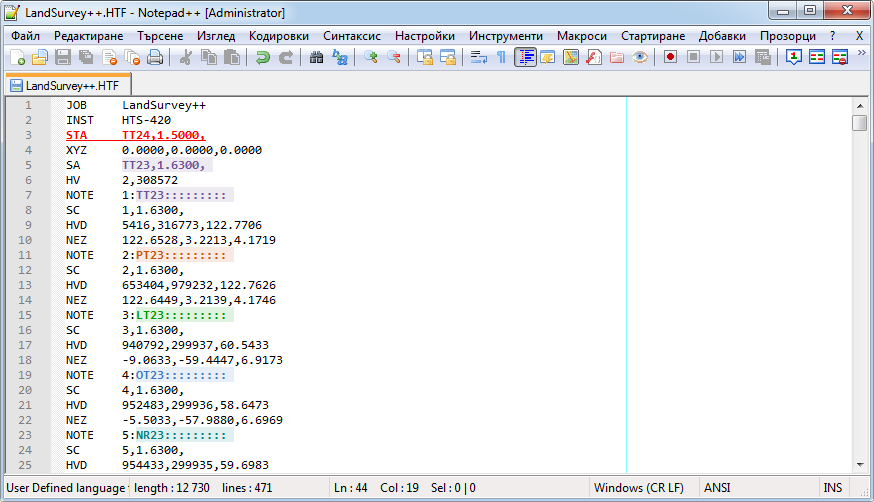 LandSurvey++.HTF - Notepad++ [Administrator]
Файл Редактиране Търсене Изглед Кодировки Синтаксис Настройки Инструменти Макроси Стартиране Добавки Прозорци ? X
LandSurvey++.HTF
1 JOB LandSurvey++
2 INST HTS-420
3 STA TT24,1.5000,
4 XYZ 0.0000,0.0000,0.0000
5 SA TT23,1.6300,
6 HV 2,308572
7 NOTE 1:TT23:::::::::
8 SC 1,1.6300,
9 HVD 5416,316773,122.7706
10 NEZ 122.6528,3.2213,4.1719
11 NOTE 2:PT23:::::::::
12 SC 2,1.6300,
13 HVD 653404,979232,122.7626
14 NEZ 122.6449,3.2139,4.1746
15 NOTE 3:LT23:::::::::
16 SC 3,1.6300,
17 HVD 940792,299937,60.5433
18 NEZ -9.0633,-59.4447,6.9173
19 NOTE 4:OT23:::::::::
20 SC 4,1.6300,
21 HVD 952483,299936,58.6473
22 NEZ -5.5033,-57.9880,6.6969
23 NOTE 5:NR23:::::::::
24 SC 5,1.6300,
25 HVD 954433,299935,59.6983
User Defined language length : 12 730 lines : 471 Ln : 44 Col : 19 Sel : 0 | 0 Windows (CR LF) ANSI INS